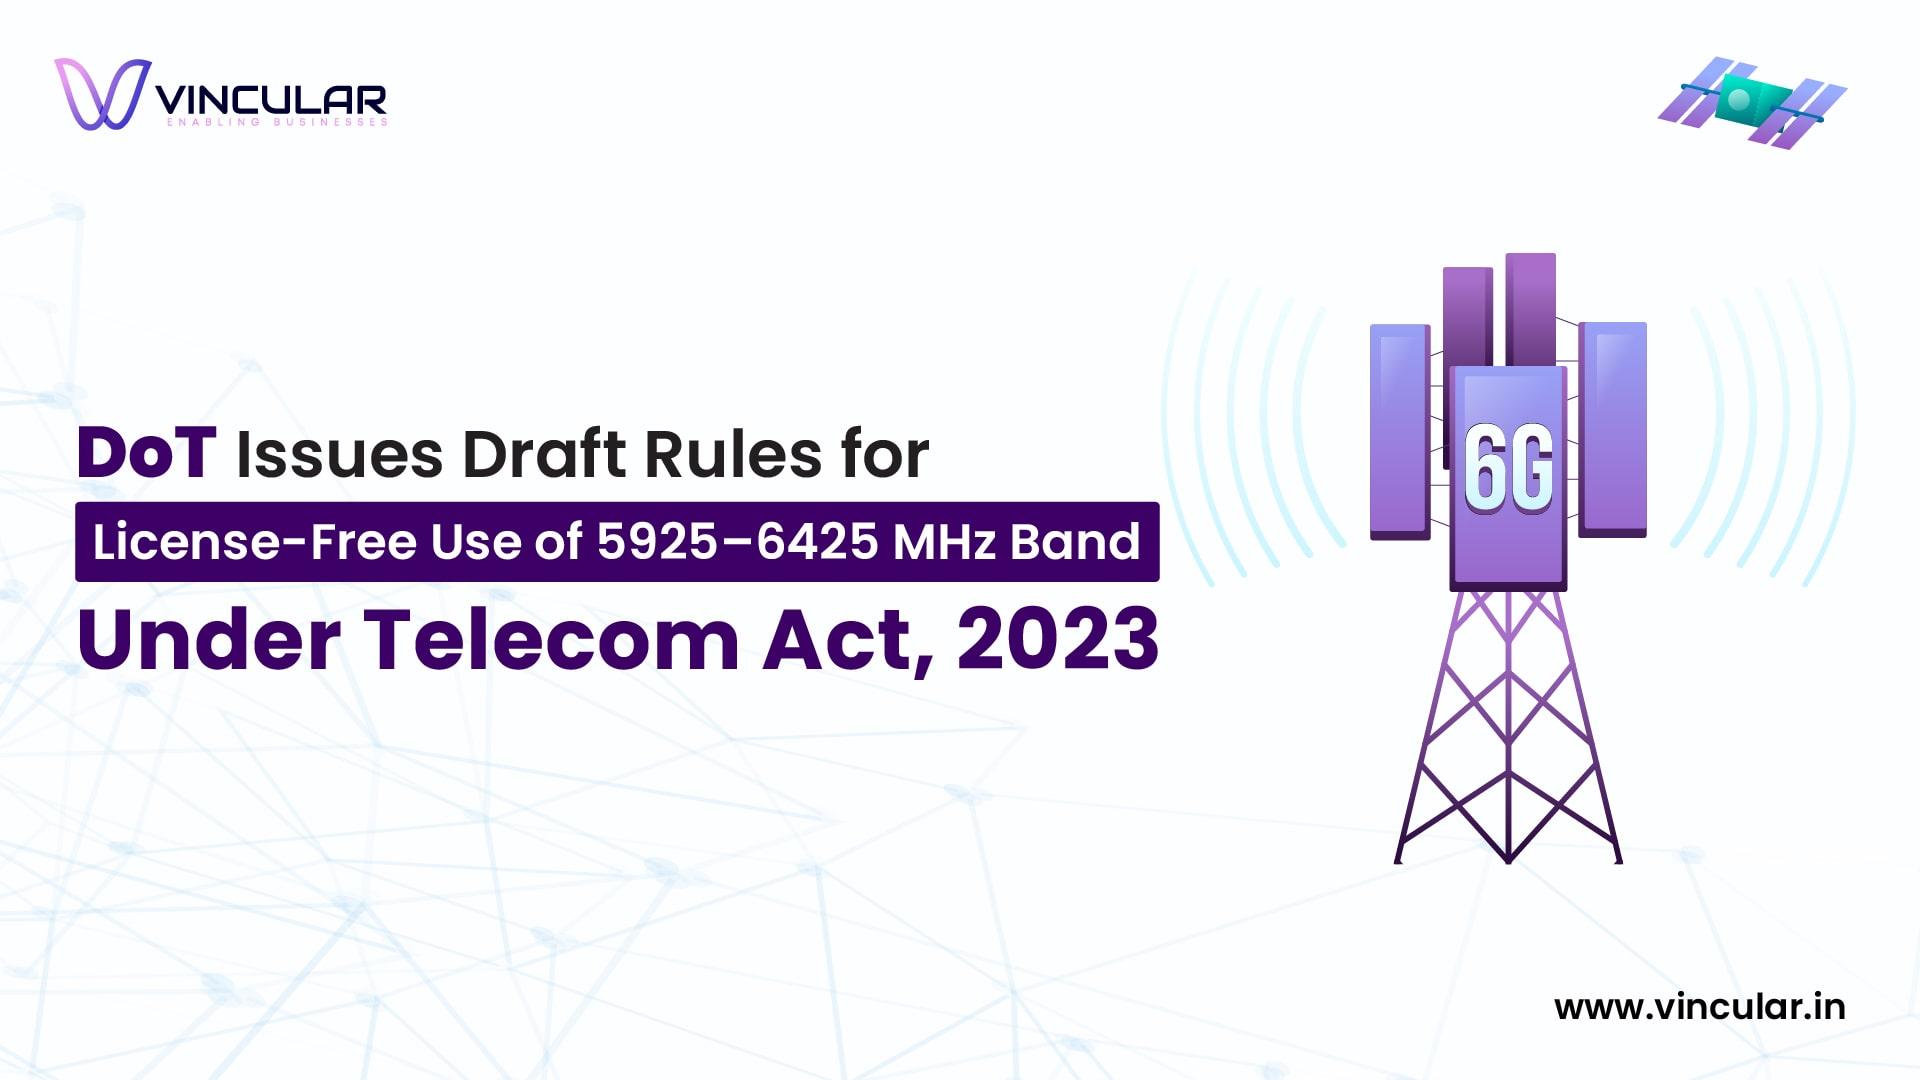 VINCULAR
ENABLING BUSINESSES
DoT Issues Draft Rules for
License-Free Use of 5925–6425 MHz Band
Under Telecom Act, 2023
6G
www.vincular.in